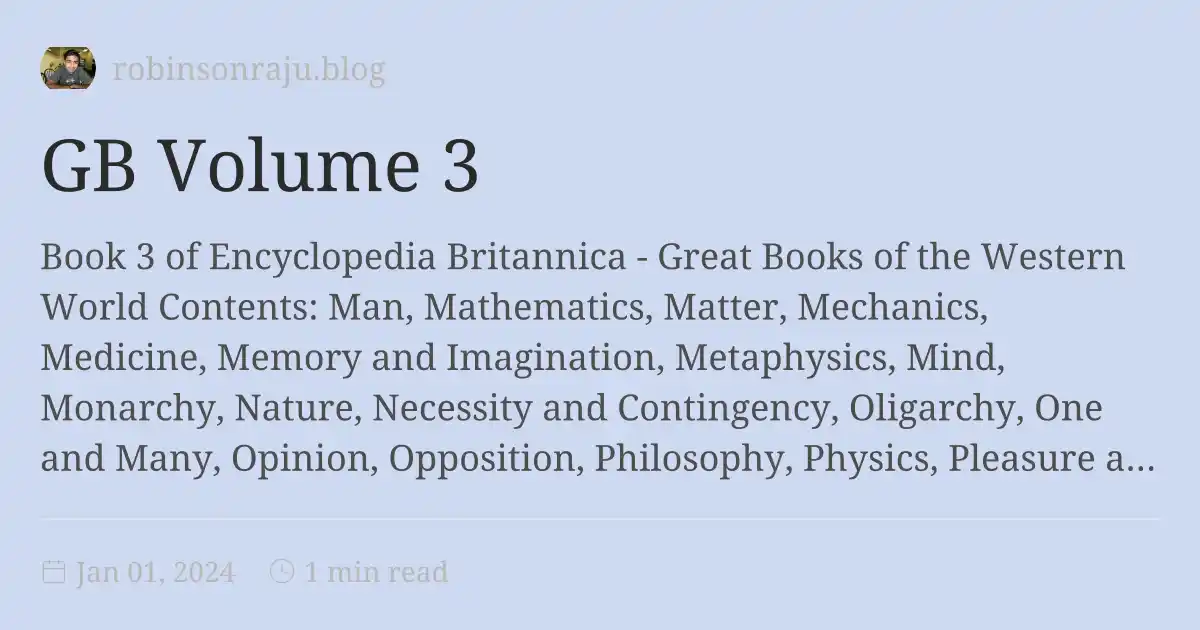 robinsonraju.blog
GB Volume 3
Book 3 of Encyclopedia Britannica - Great Books of the Western
World Contents: Man, Mathematics, Matter, Mechanics,
Medicine, Memory and Imagination, Metaphysics, Mind,
Monarchy, Nature, Necessity and Contingency, Oligarchy, One
and Many, Opinion, Opposition, Philosophy, Physics, Pleasure a...
Jan 01, 2024 1 min read